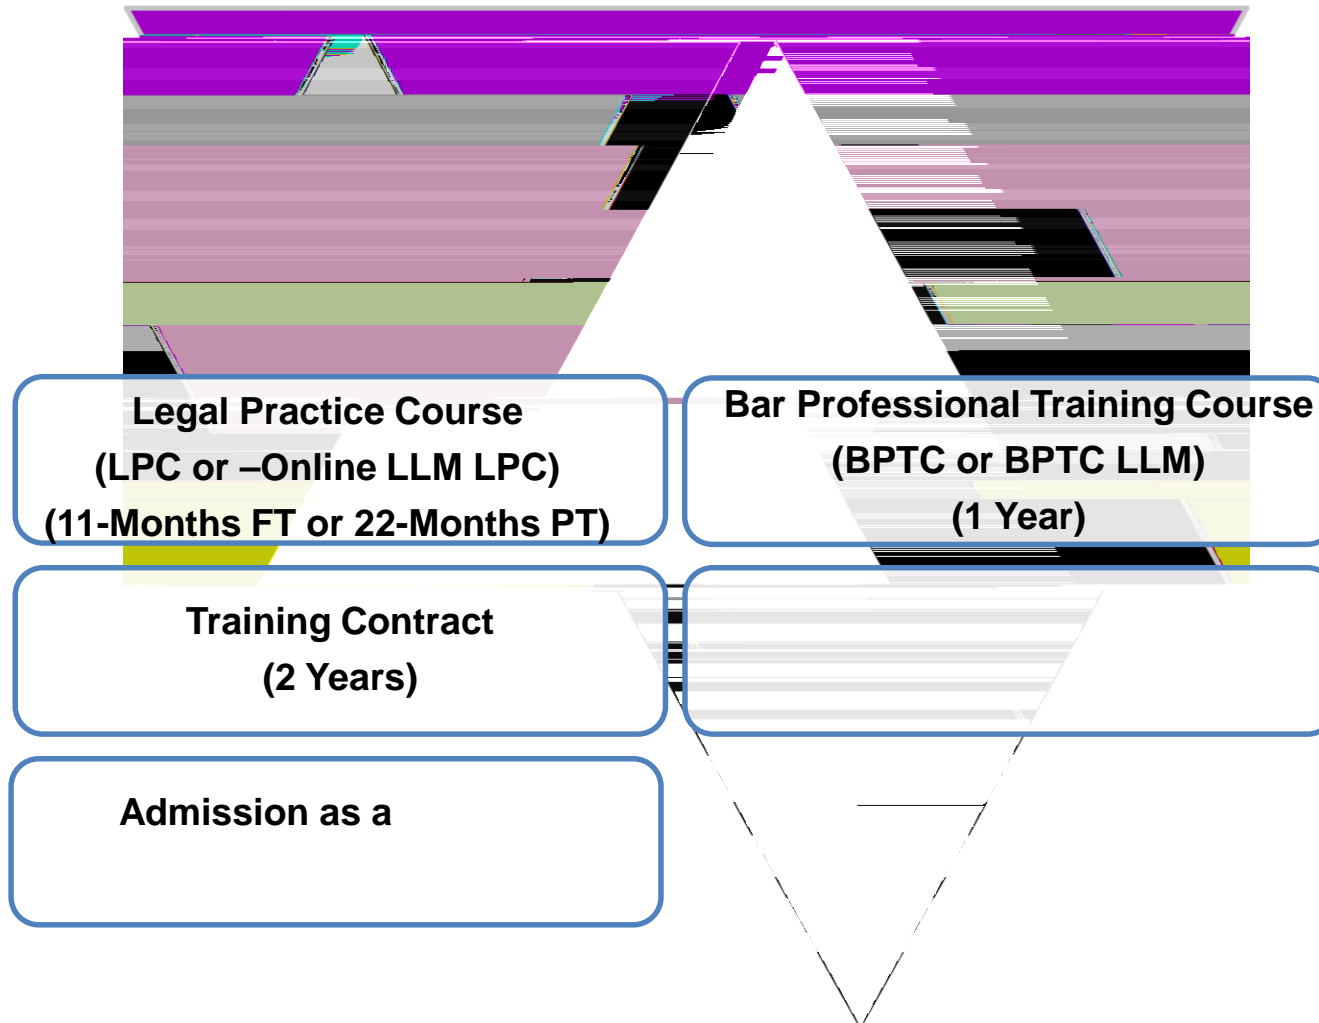 Legal Practice Course
(LPC or –Online LLM LPC)
(11-Months FT or 22-Months PT)
Bar Professional Training Course
(BPTC or BPTC LLM)
(1 Year)
Training Contract
(2 Years)
Admission as a